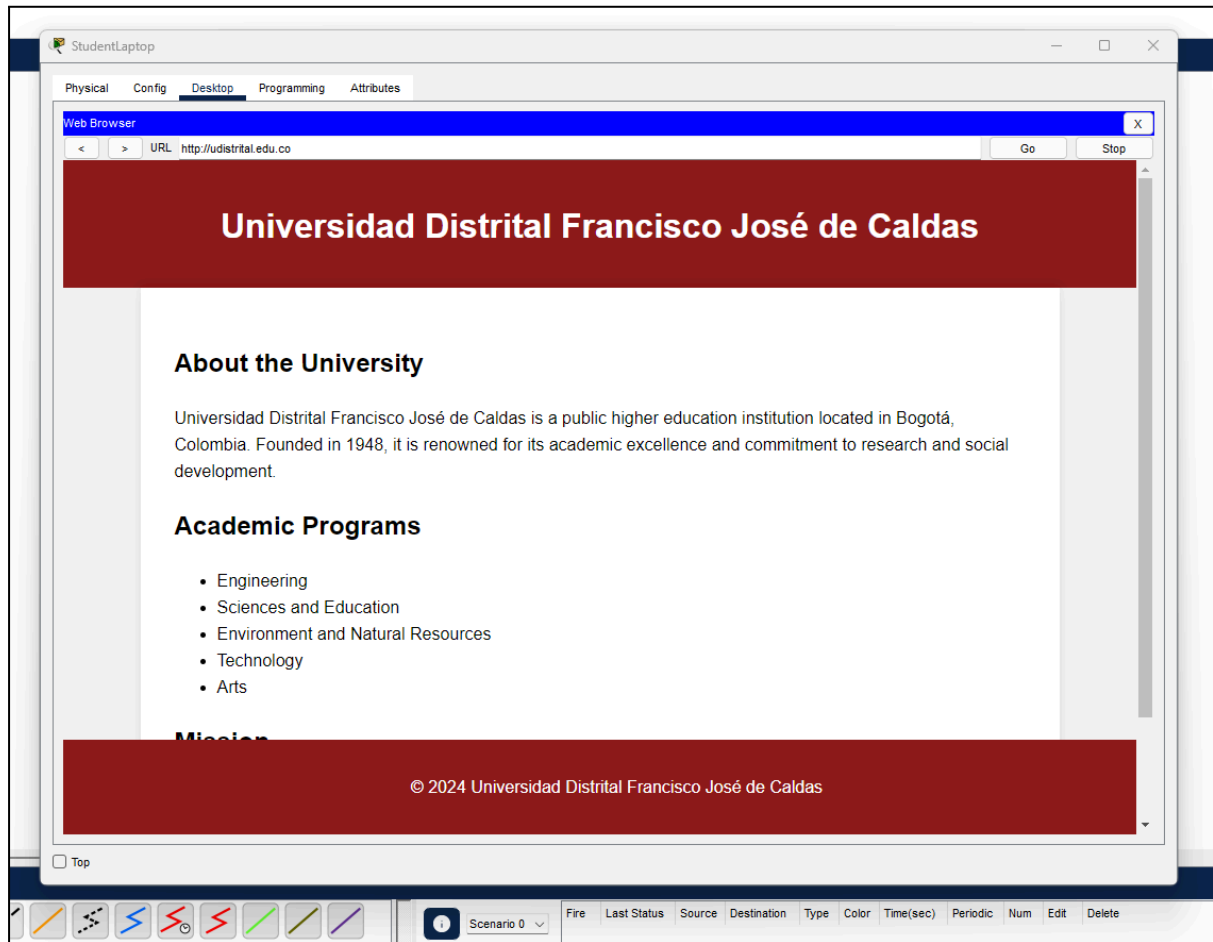 StudentLaptop
Physical Config Desktop Programming Attributes
Web Browser X
< > URL http://udistrital.edu.co Go Stop
Universidad Distrital Francisco José de Caldas
About the University
Universidad Distrital Francisco José de Caldas is a public higher education institution located in Bogotá,
Colombia. Founded in 1948, it is renowned for its academic excellence and commitment to research and social
development.
Academic Programs
• Engineering
• Sciences and Education
• Environment and Natural Resources
• Technology
• Arts
Mission
© 2024 Universidad Distrital Francisco José de Caldas
Top
Scenario 0 Fire Last Status Source Destination Type Color Time(sec) Periodic Num Edit Delete